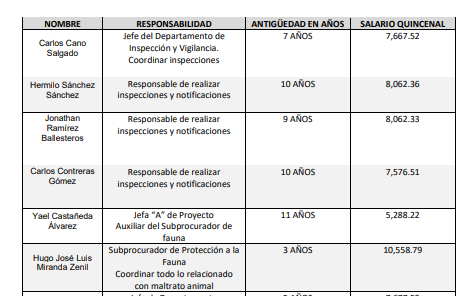 NOMBRE RESPONSABILIDAD ANTIGÜEDAD EN AÑOS SALARIO QUINCENAL
Carlos Cano Salgado
Jefe del Departamento de
Inspección y Vigilancia.
Coordinar inspecciones
7 AÑOS
7,667.52
Hermilo Sánchez
Sánchez
Responsable de realizar
inspecciones y notificaciones
10 AÑOS
8,062.36
Jonathan
Ramírez
Ballesteros
Responsable de realizar
inspecciones y notificaciones
9 AÑOS
8,062.33
Carlos Contreras
Gómez
Responsable de realizar
inspecciones y notificaciones
10 AÑOS
7,576.51
Yael Castañeda
Álvarez
Jefa “A” de Proyecto
Auxiliar del Subprocurador de
fauna
11 AÑOS
5,288.22
Hugo José Luis
Miranda Zenil
Subprocurador de Protección a la
Fauna
Coordinar todo lo relacionado
con maltrato animal
3 AÑOS
10,558.79